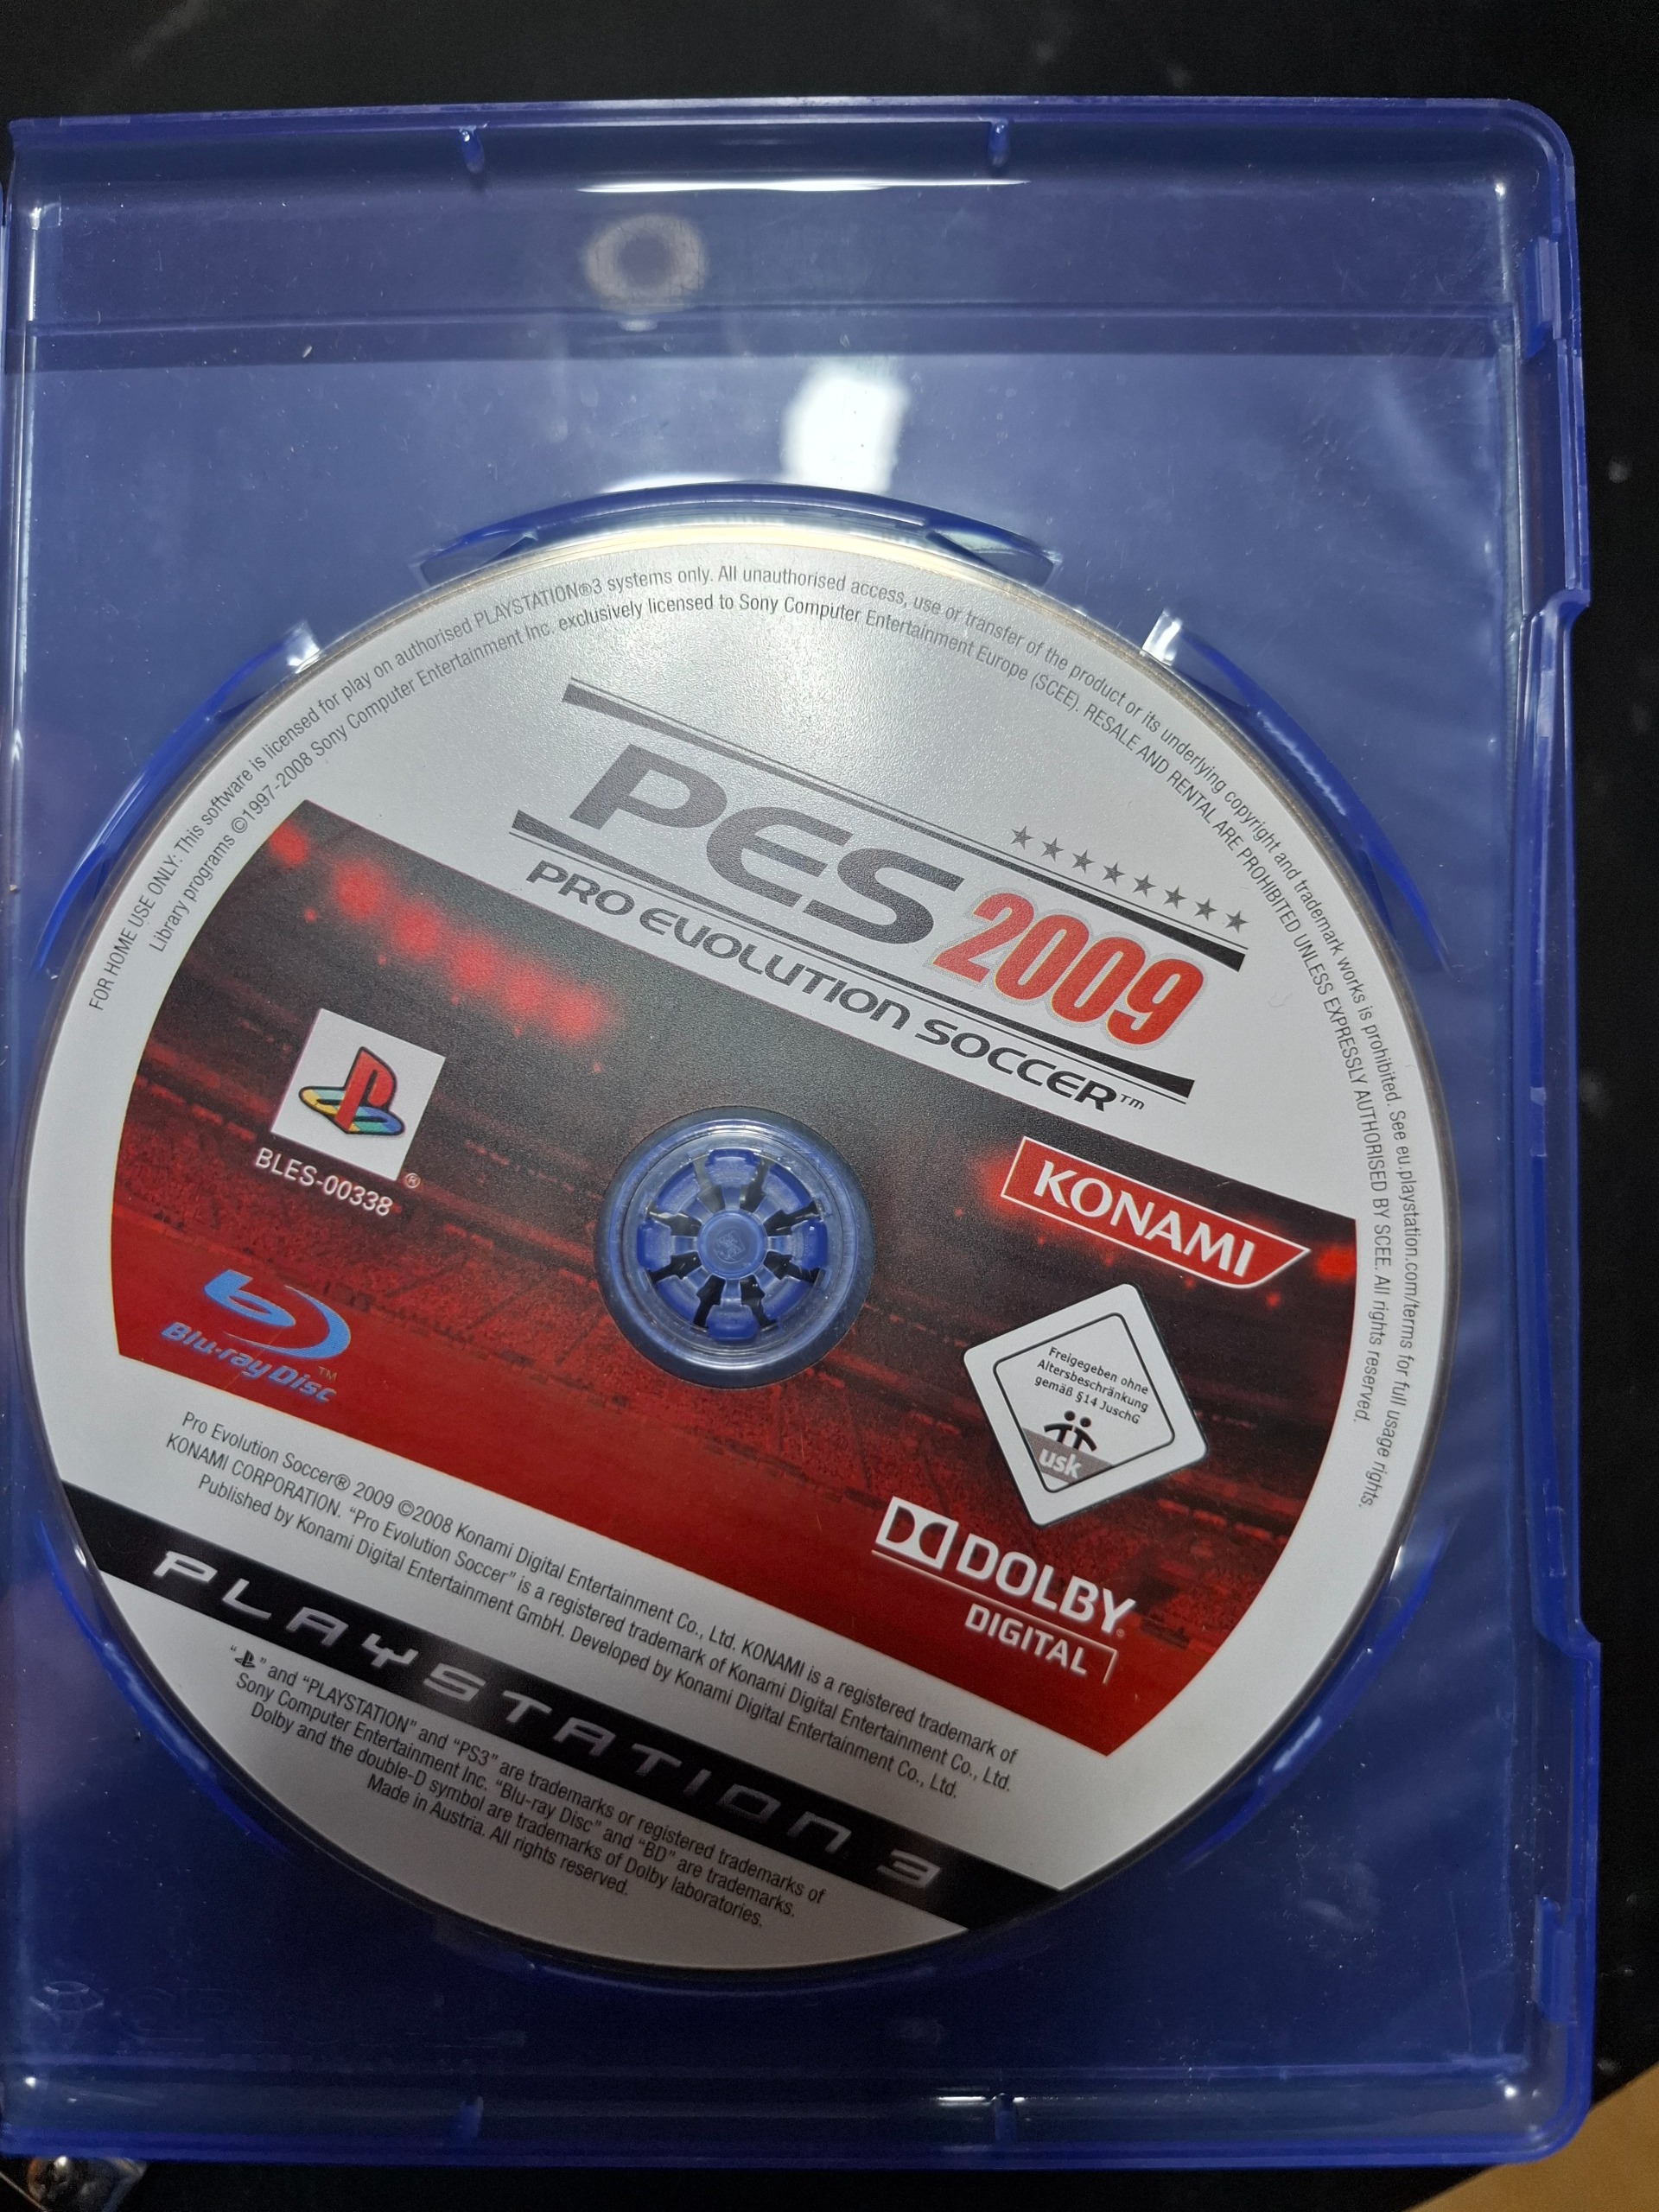 FOR HOME USE ONLY: This software is licensed for play on authorised PLAYSTATION®3 systems only. All unauthorised access, use or transfer of the product or its underlying copyright and trademark works is prohibited. See eu.playstation.com/terms for full usage rights.
Library programs ©1997-2008 Sony Computer Entertainment Inc. exclusively licensed to Sony Computer Entertainment Europe (SCEE). RESALE AND RENTAL ARE PROHIBITED UNLESS EXPRESSLY AUTHORISED BY SCEE. All rights reserved.
PES 2009
PRO EVOLUTION SOCCER™
®
BLES-00338
KONAMI
Blu-ray Disc™
Freigegeben ohne
Altersbeschränkung
gemäß §14 JuschG
usk
DOLBY®
DIGITAL
Pro Evolution Soccer® 2009 ©2008 Konami Digital Entertainment Co., Ltd. KONAMI is a registered trademark of
KONAMI CORPORATION. “Pro Evolution Soccer” is a registered trademark of Konami Digital Entertainment Co., Ltd.
Published by Konami Digital Entertainment GmbH. Developed by Konami Digital Entertainment Co., Ltd.
PLAYSTATION 3
“ ” and “PLAYSTATION” and “PS3” are trademarks or registered trademarks of
Sony Computer Entertainment Inc. “Blu-ray Disc” and “BD” are trademarks.
Dolby and the double-D symbol are trademarks of Dolby laboratories.
Made in Austria. All rights reserved.